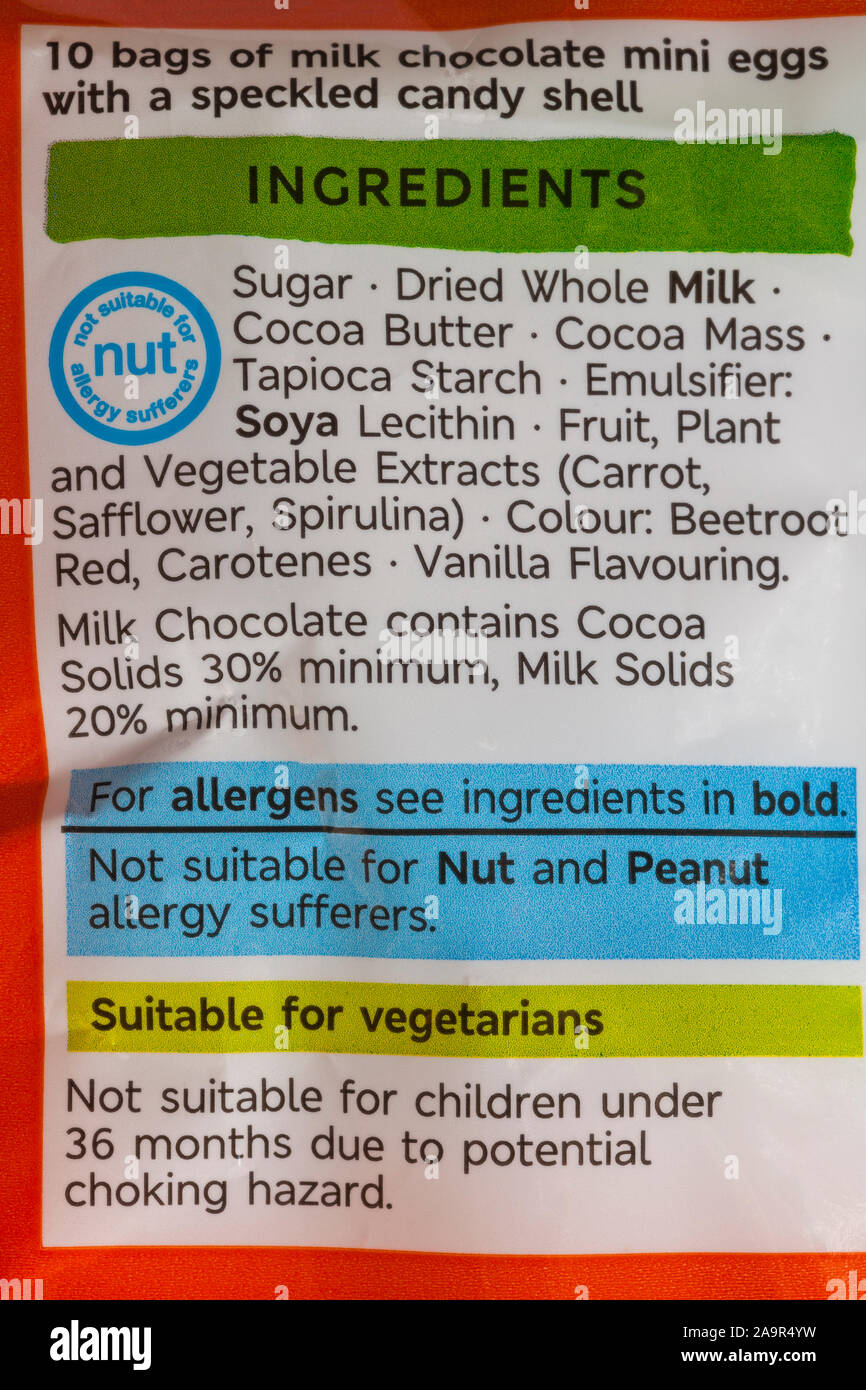 10 bags of milk chocolate mini eggs
with a speckled candy shell
INGREDIENTS
not suitable for
nut
allergy sufferers
Sugar · Dried Whole Milk ·
Cocoa Butter · Cocoa Mass ·
Tapioca Starch · Emulsifier:
Soya Lecithin · Fruit, Plant
and Vegetable Extracts (Carrot,
Safflower, Spirulina) · Colour: Beetroot
Red, Carotenes · Vanilla Flavouring.
Milk Chocolate contains Cocoa
Solids 30% minimum, Milk Solids
20% minimum.
For allergens see ingredients in bold.
Not suitable for Nut and Peanut
allergy sufferers.
Suitable for vegetarians
Not suitable for children under
36 months due to potential
choking hazard.
alamy
alamy
alamy
Image ID: 2A9R4YW
www.alamy.com